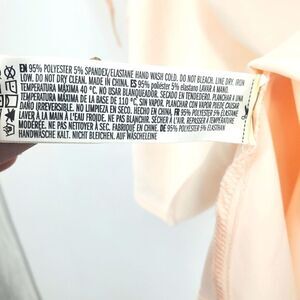 EN 95% POLYESTER 5% SPANDEX/ELASTANE HAND WASH COLD. DO NOT BLEACH. LINE DRY. IRON
LOW. DO NOT DRY CLEAN. MADE IN CHINA. ES 95% poliéster 5% elastano LAVAR A MANO.
TEMPERATURA MÁXIMA 40 °C. NO USAR BLANQUEADOR. SECADO EN TENDEDERO. PLANCHAR A UNA
TEMPERATURA MÁXIMA DE LA BASE DE 110 °C, SIN VAPOR. PLANCHAR CON VAPOR PUEDE CAUSAR
DAÑO IRREVERSIBLE. NO LIMPIEZA EN SECO. HECHO EN CHINA. FR 95% POLYESTER 5% ÉLASTHANNE
LAVER À LA MAIN À L'EAU FROIDE. NE PAS BLANCHIR. SÉCHER À L'AIR. REPASSER À TEMPÉRATURE
MODÉRÉE. NE PAS NETTOYER À SEC. FABRIQUÉ EN CHINE. DE 95% POLYESTER 5% ELASTHAN
HANDWÄSCHE KALT. NICHT BLEICHEN. AUF DER LEINE